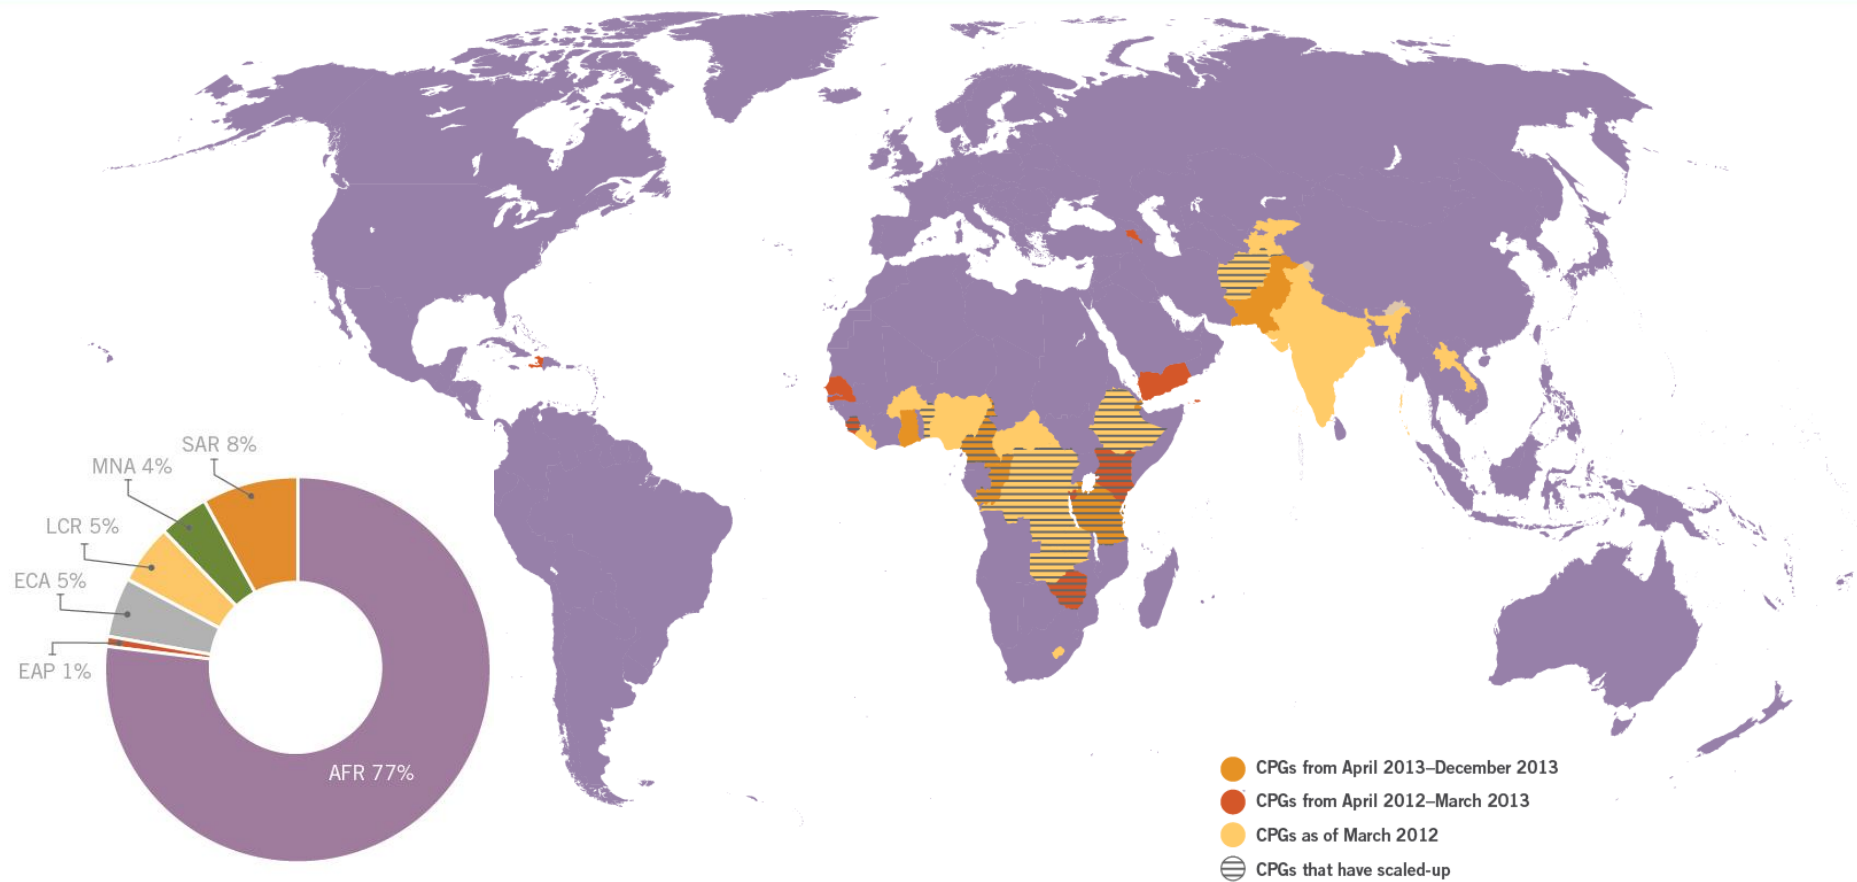 SAR 8%
MNA 4%
LCR 5%
ECA 5%
EAP 1%
AFR 77%
CPGs from April 2013–December 2013
CPGs from April 2012–March 2013
CPGs as of March 2012
CPGs that have scaled-up